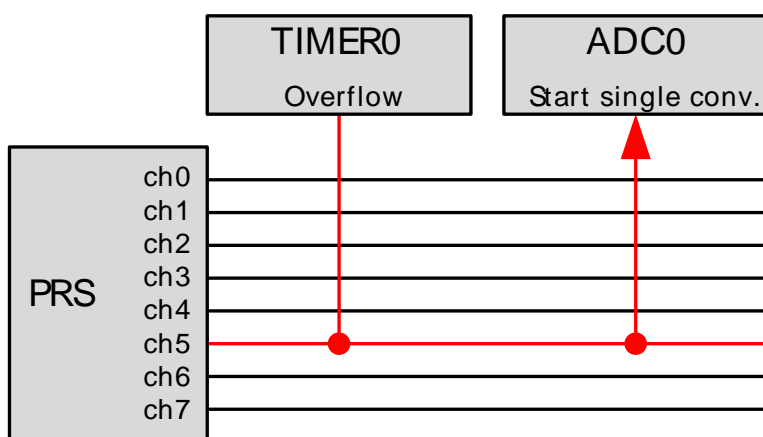 TIMER0
Overflow
ADC0
Start single conv.
PRS
ch0
ch1
ch2
ch3
ch4
ch5
ch6
ch7